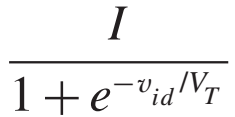 I
1 + e^{-v_{id}/V_T}